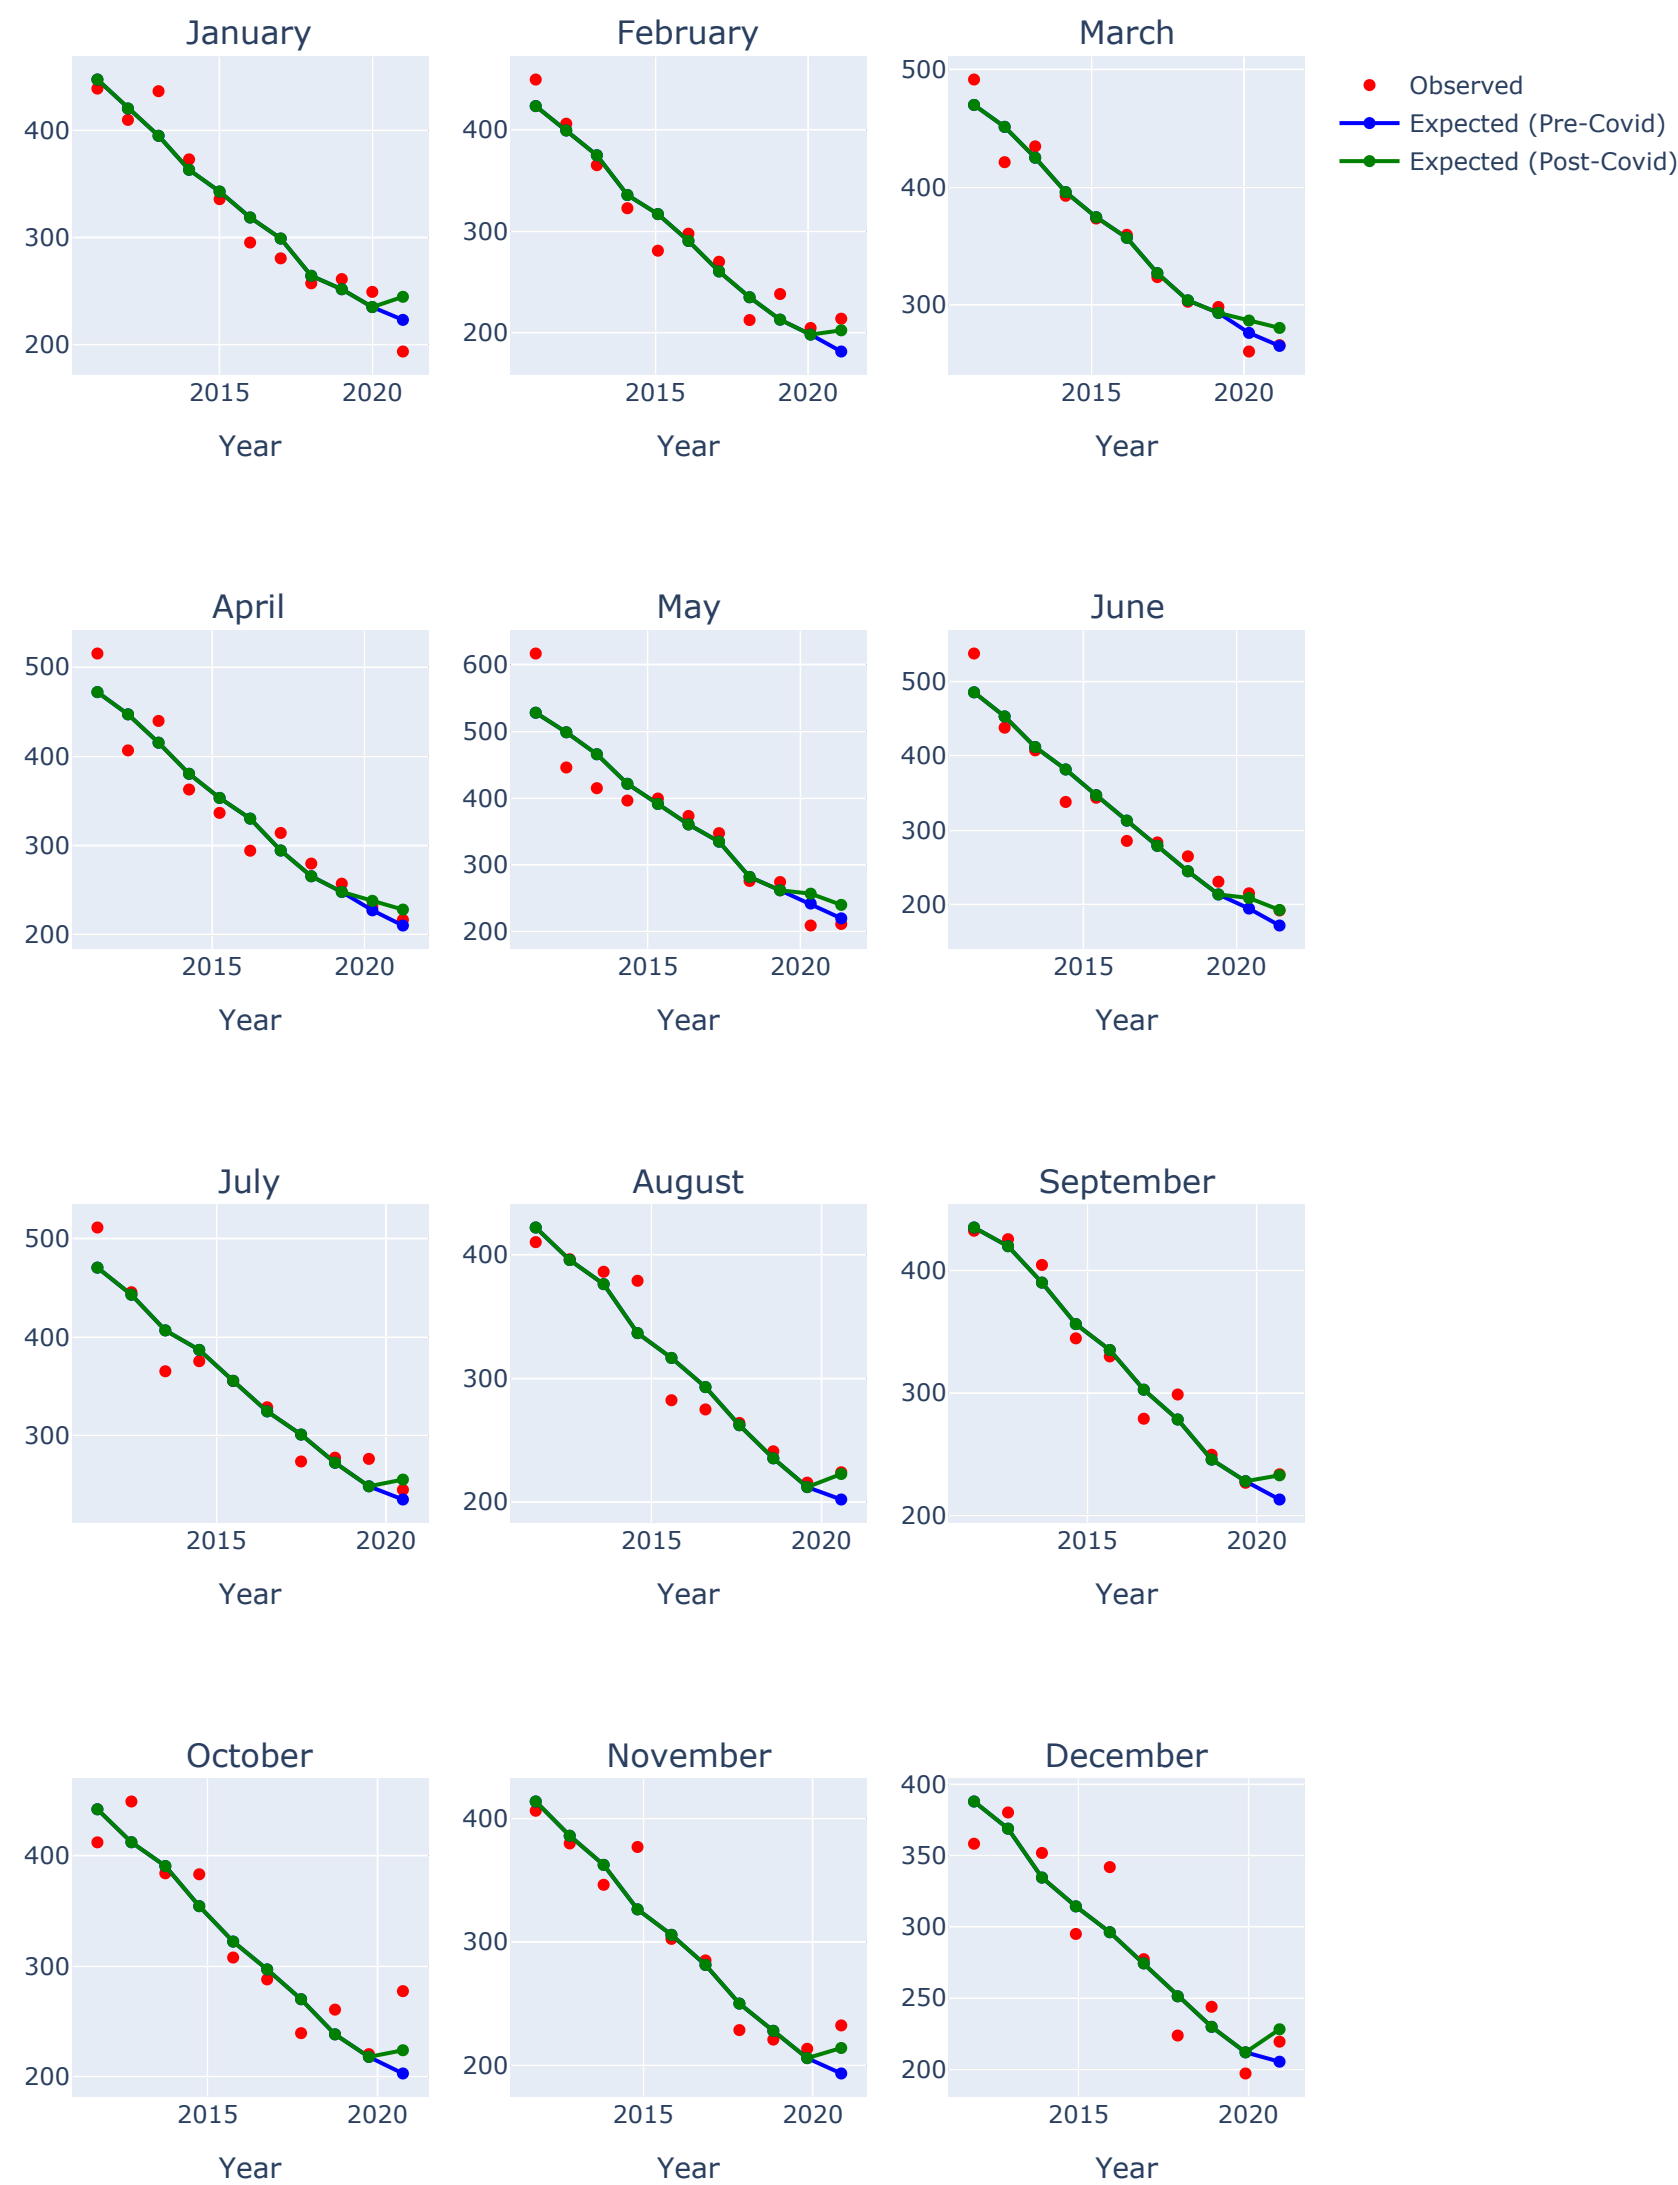 January
February
March
Observed
Expected (Pre-Covid)
Expected (Post-Covid)
400
300
200
2015
2020
Year
400
300
200
2015
2020
Year
500
400
300
2015
2020
Year
April
May
June
500
400
300
200
2015
2020
Year
600
500
400
300
200
2015
2020
Year
500
400
300
200
2015
2020
Year
July
August
September
500
400
300
2015
2020
Year
400
300
200
2015
2020
Year
400
300
200
2015
2020
Year
October
November
December
400
300
200
2015
2020
Year
400
300
200
2015
2020
Year
400
350
300
250
200
2015
2020
Year